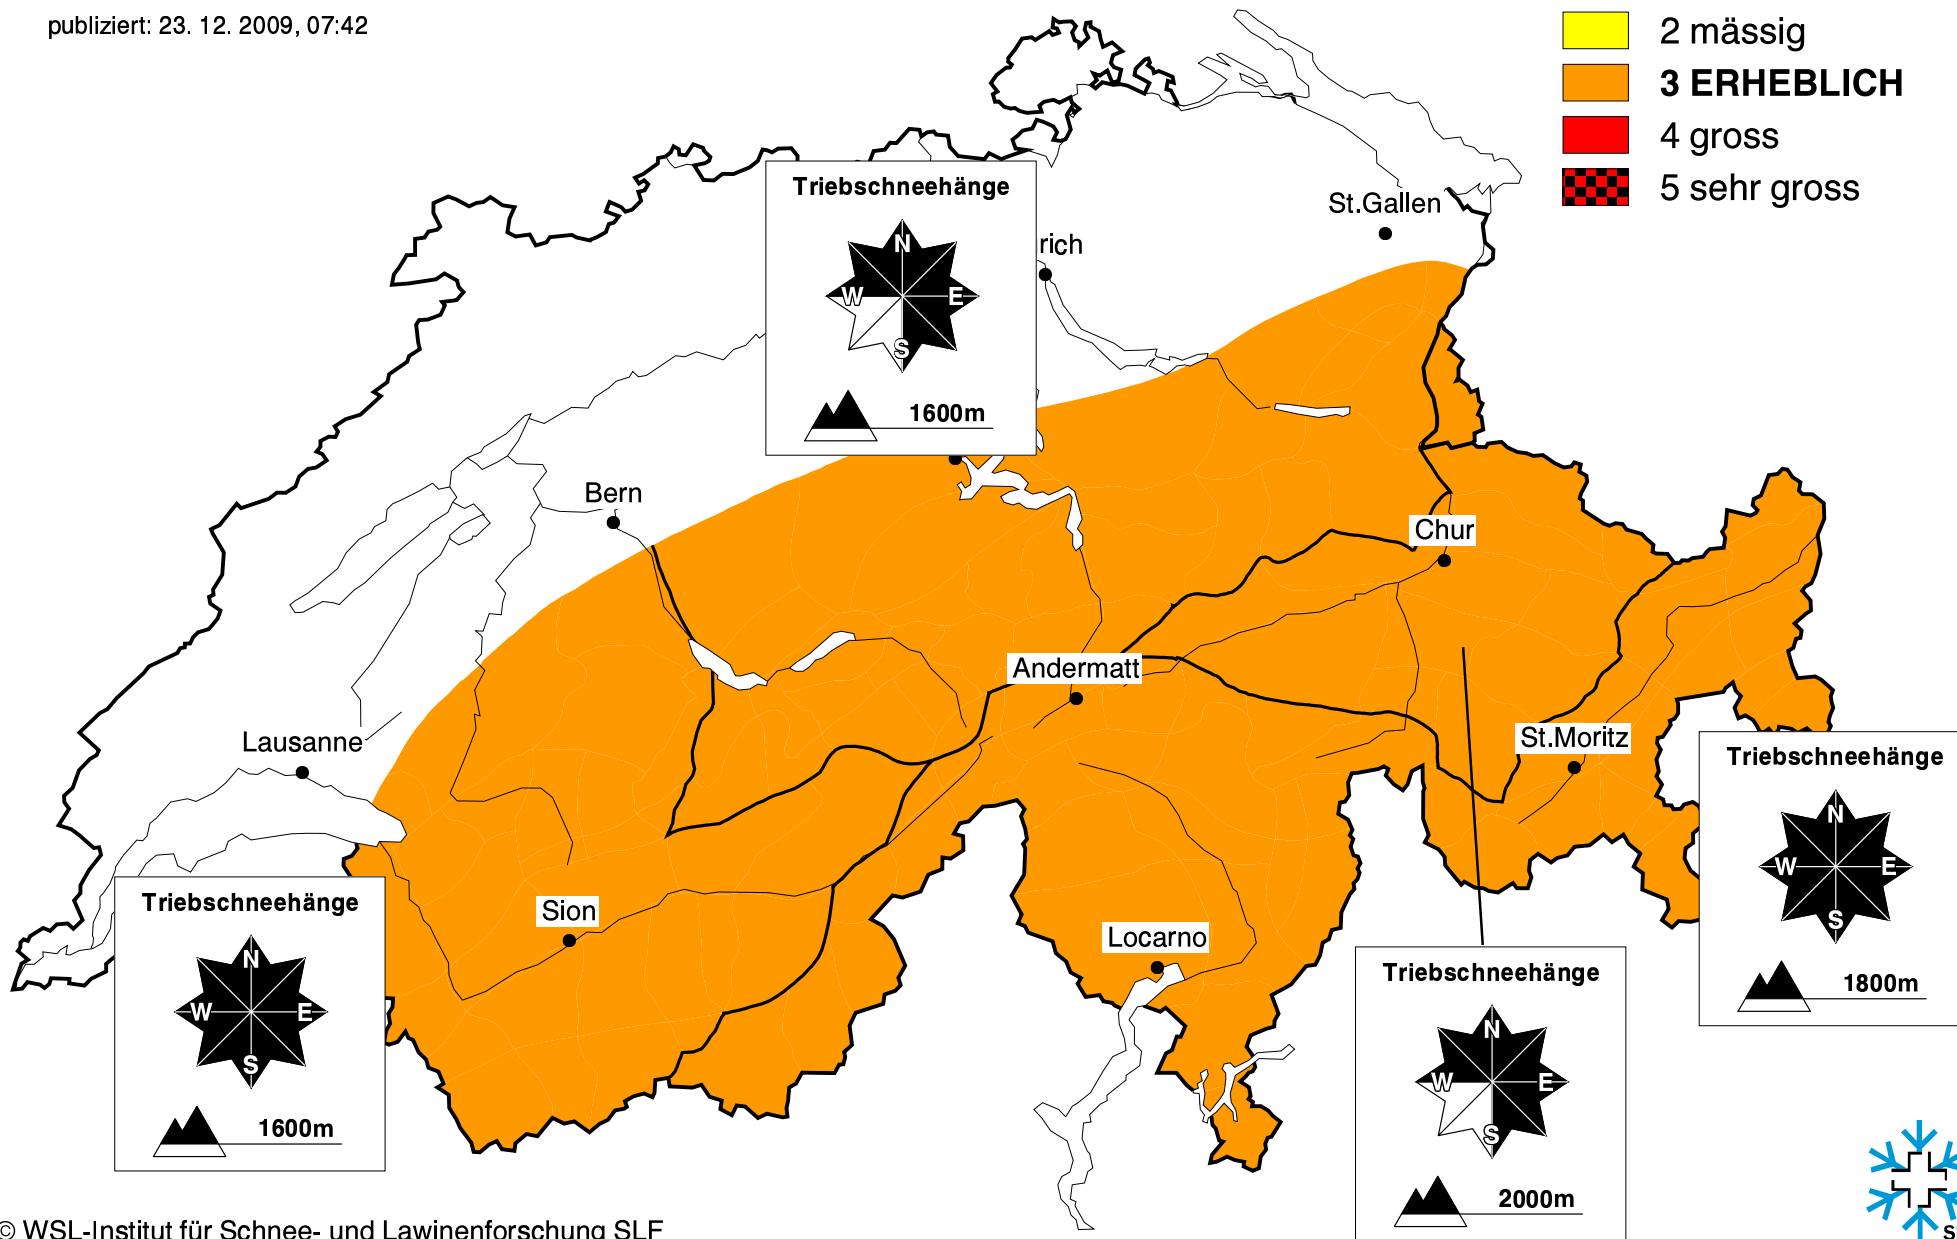 publiziert: 23. 12. 2009, 07:42
2 mässig
3 ERHEBLICH
4 gross
5 sehr gross
Triebschneehänge
N
W E
S
1600m
rich
St.Gallen
Bern
Chur
Andermatt
Lausanne
St.Moritz
Triebschneehänge
N
W E
S
1800m
Sion
Locarno
Triebschneehänge
N
W E
S
1600m
Triebschneehänge
N
W E
S
2000m
© WSL-Institut für Schnee- und Lawinenforschung SLF
S